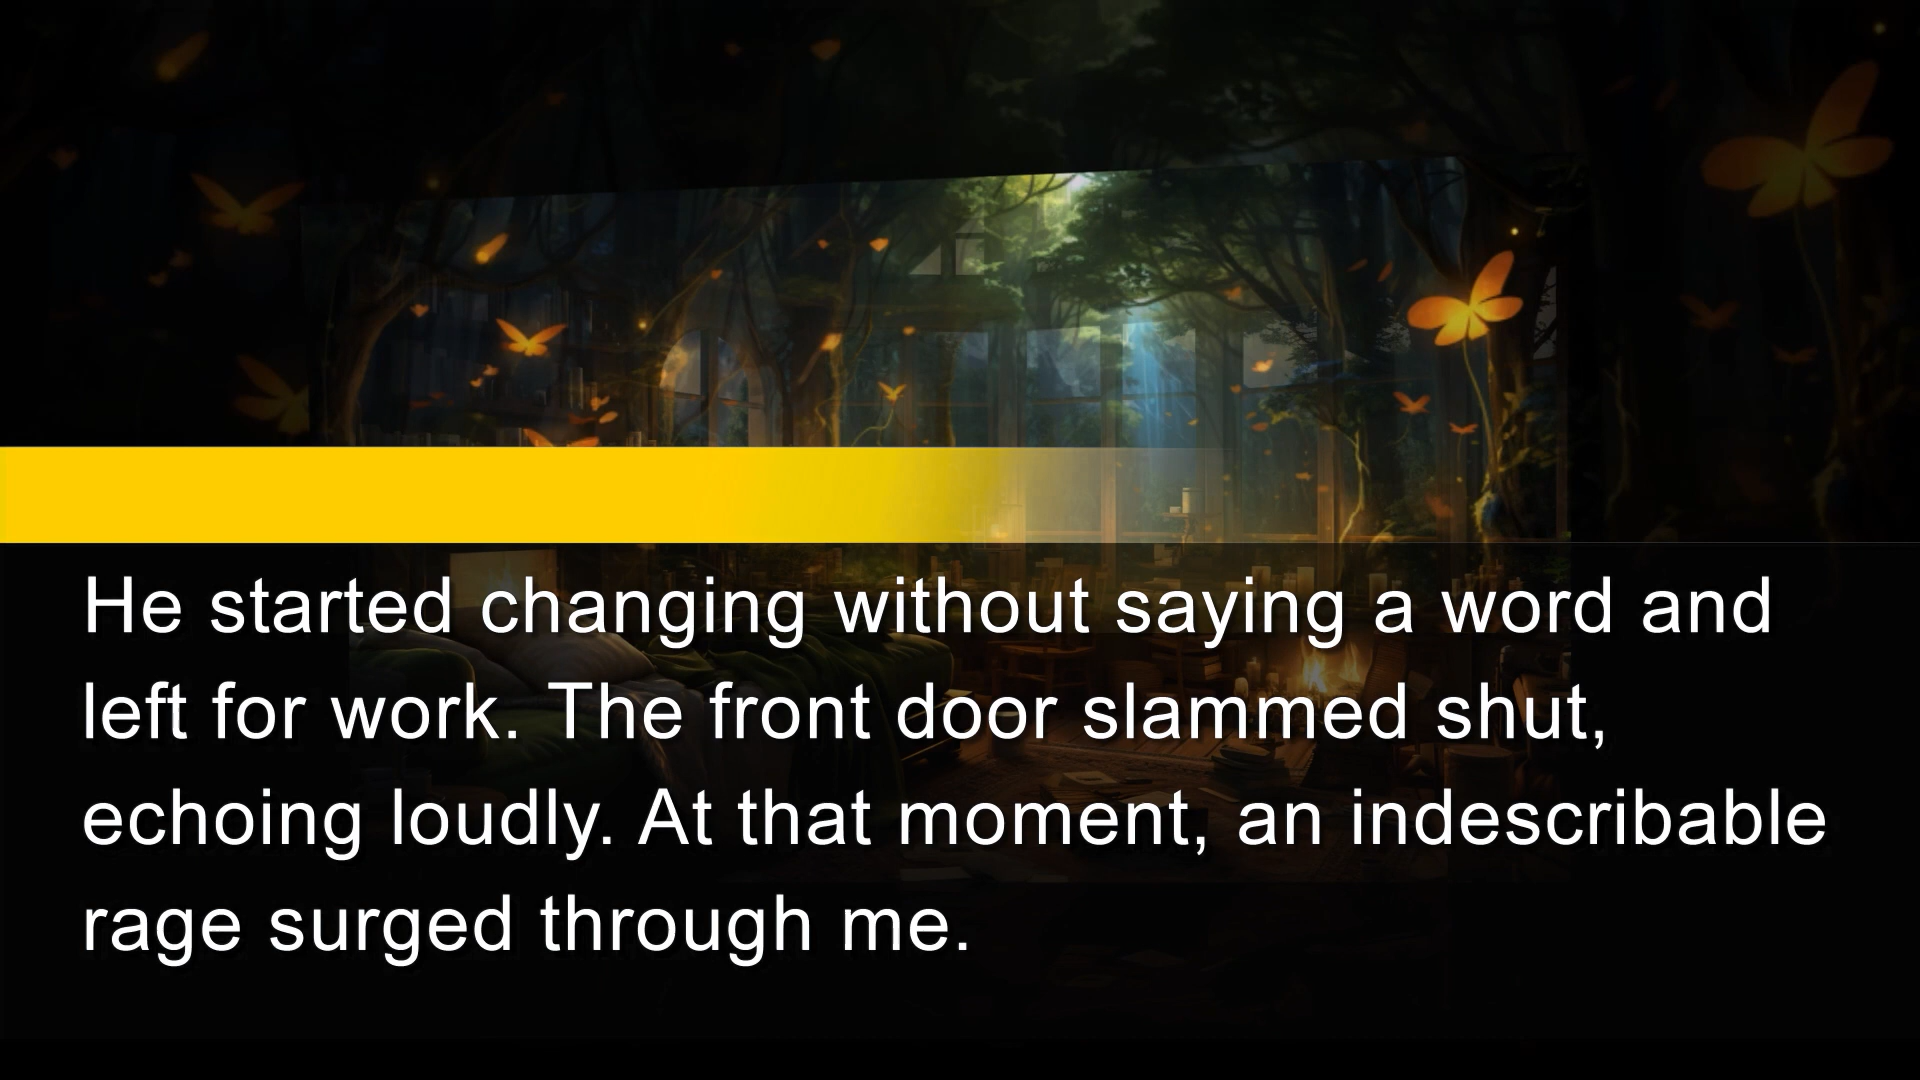 He started changing without saying a word and
left for work. The front door slammed shut,
echoing loudly. At that moment, an indescribable
rage surged through me.